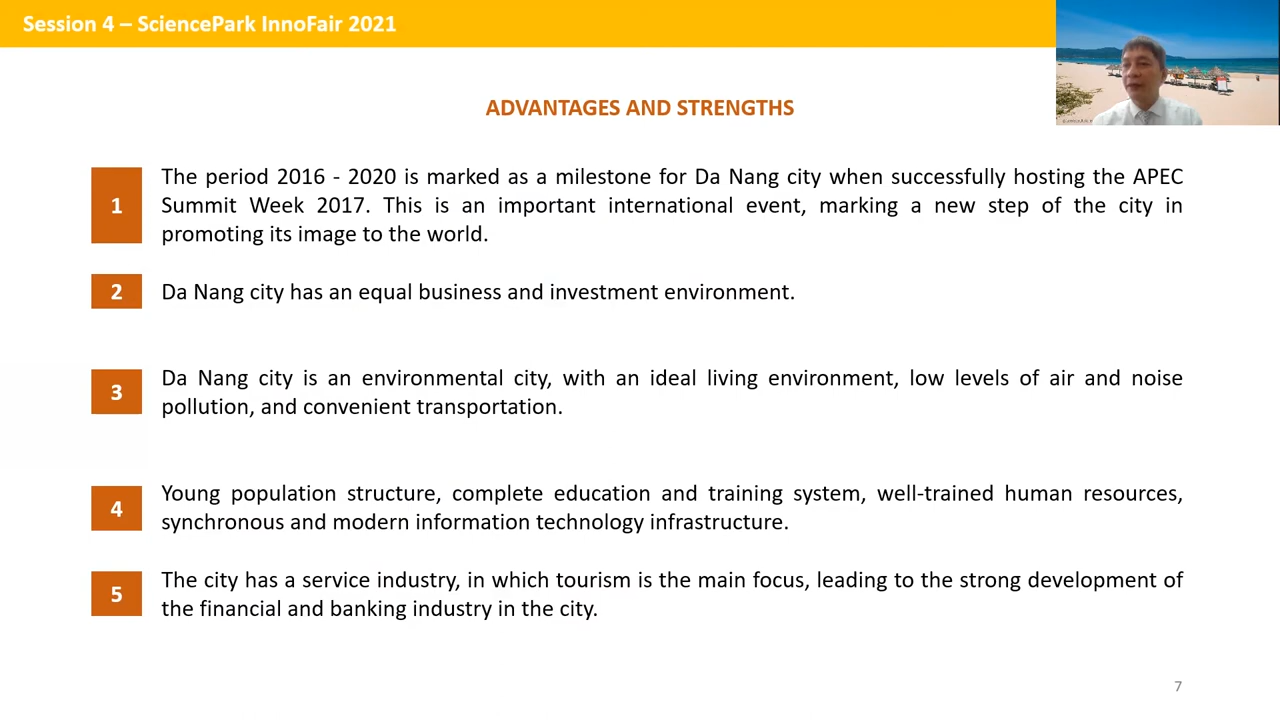 Session 4 – SciencePark InnoFair 2021
ADVANTAGES AND STRENGTHS
1
The period 2016 - 2020 is marked as a milestone for Da Nang city when successfully hosting the APEC
Summit Week 2017. This is an important international event, marking a new step of the city in
promoting its image to the world.
2
Da Nang city has an equal business and investment environment.
3
Da Nang city is an environmental city, with an ideal living environment, low levels of air and noise
pollution, and convenient transportation.
4
Young population structure, complete education and training system, well-trained human resources,
synchronous and modern information technology infrastructure.
5
The city has a service industry, in which tourism is the main focus, leading to the strong development of
the financial and banking industry in the city.
7